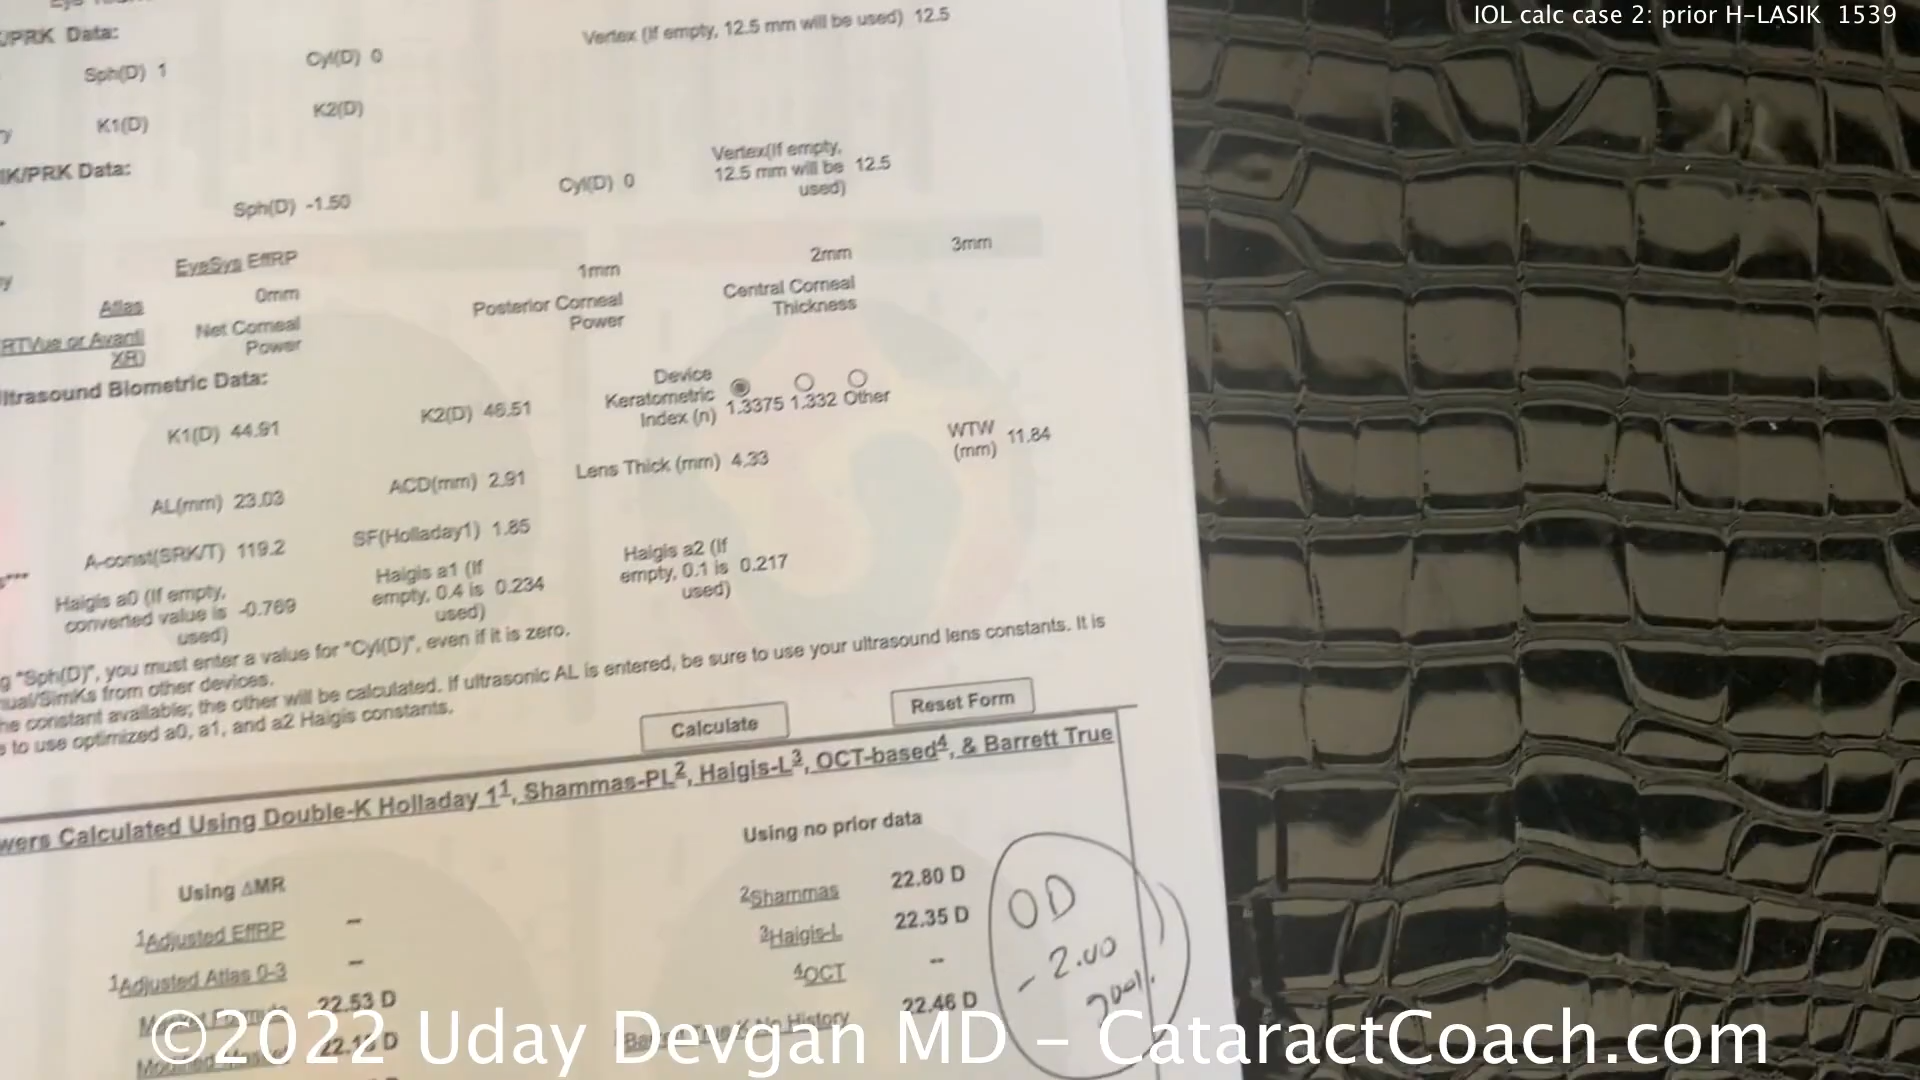 IOL calc case 2: prior H-LASIK 1539
/PRK Data:
Vertex (If empty, 12.5 mm will be used) 12.5
Sph(D) 1
Cyl(D) 0
K1(D)
K2(D)
IK/PRK Data:
Sph(D) -1.50
Cyl(D) 0
Vertex(If empty,
12.5 mm will be 12.5
used)
EyeSys EffRP
Atlas
0mm
1mm
2mm
3mm
RTVue or Avanti
XR)
Net Corneal
Power
Posterior Corneal
Power
Central Corneal
Thickness
ltrasound Biometric Data:
K1(D) 44.91
K2(D) 46.51
Device
Keratometric
Index (n) 1.3375 1.332 Other
AL(mm) 23.03
ACD(mm) 2.91
Lens Thick (mm) 4.33
WTW
(mm) 11.84
A-const(SRK/T) 119.2
SF(Holladay1) 1.85
Haigis a0 (If empty,
converted value is -0.769
used)
Haigis a1 (If
empty, 0.4 is 0.234
used)
Haigis a2 (If
empty, 0.1 is 0.217
used)
g "Sph(D)", you must enter a value for "Cyl(D)", even if it is zero.
ual/SimKs from other devices.
he constant available; the other will be calculated. If ultrasonic AL is entered, be sure to use your ultrasound lens constants. It is
to use optimized a0, a1, and a2 Haigis constants.
Calculate
Reset Form
wers Calculated Using Double-K Holladay 1¹, Shammas-PL², Haigis-L³, OCT-based⁴, & Barrett True
Using ΔMR
Using no prior data
¹Adjusted EffRP --
¹Adjusted Atlas 0-3 --
22.53 D
22.12 D
²Shammas 22.80 D
³Haigis-L 22.35 D
⁴OCT --
History 22.46 D
OD
- 2.00
goal.
©2022 Uday Devgan MD - CataractCoach.com